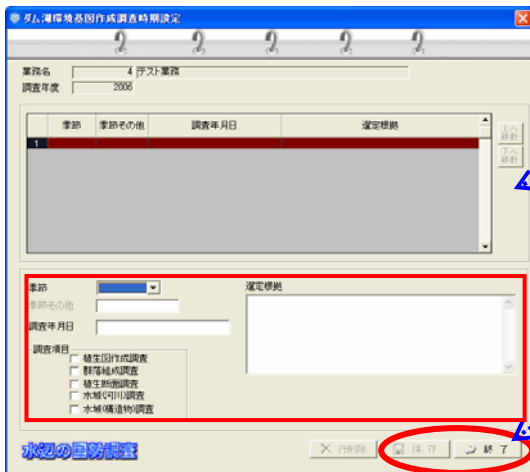 ダム湖環境基図作成調査時期設定
業務名 4 テスト業務
調査年度 2006
季節 季節その他 調査年月日 選定根拠
1
上へ移動
下へ移動
季節 選定根拠
季節その他
調査年月日
調査項目
植生図作成調査
群落組成調査
植生断面調査
水域(河川)調査
水域(構造物)調査
水辺の国勢調査 行削除 保存 終了